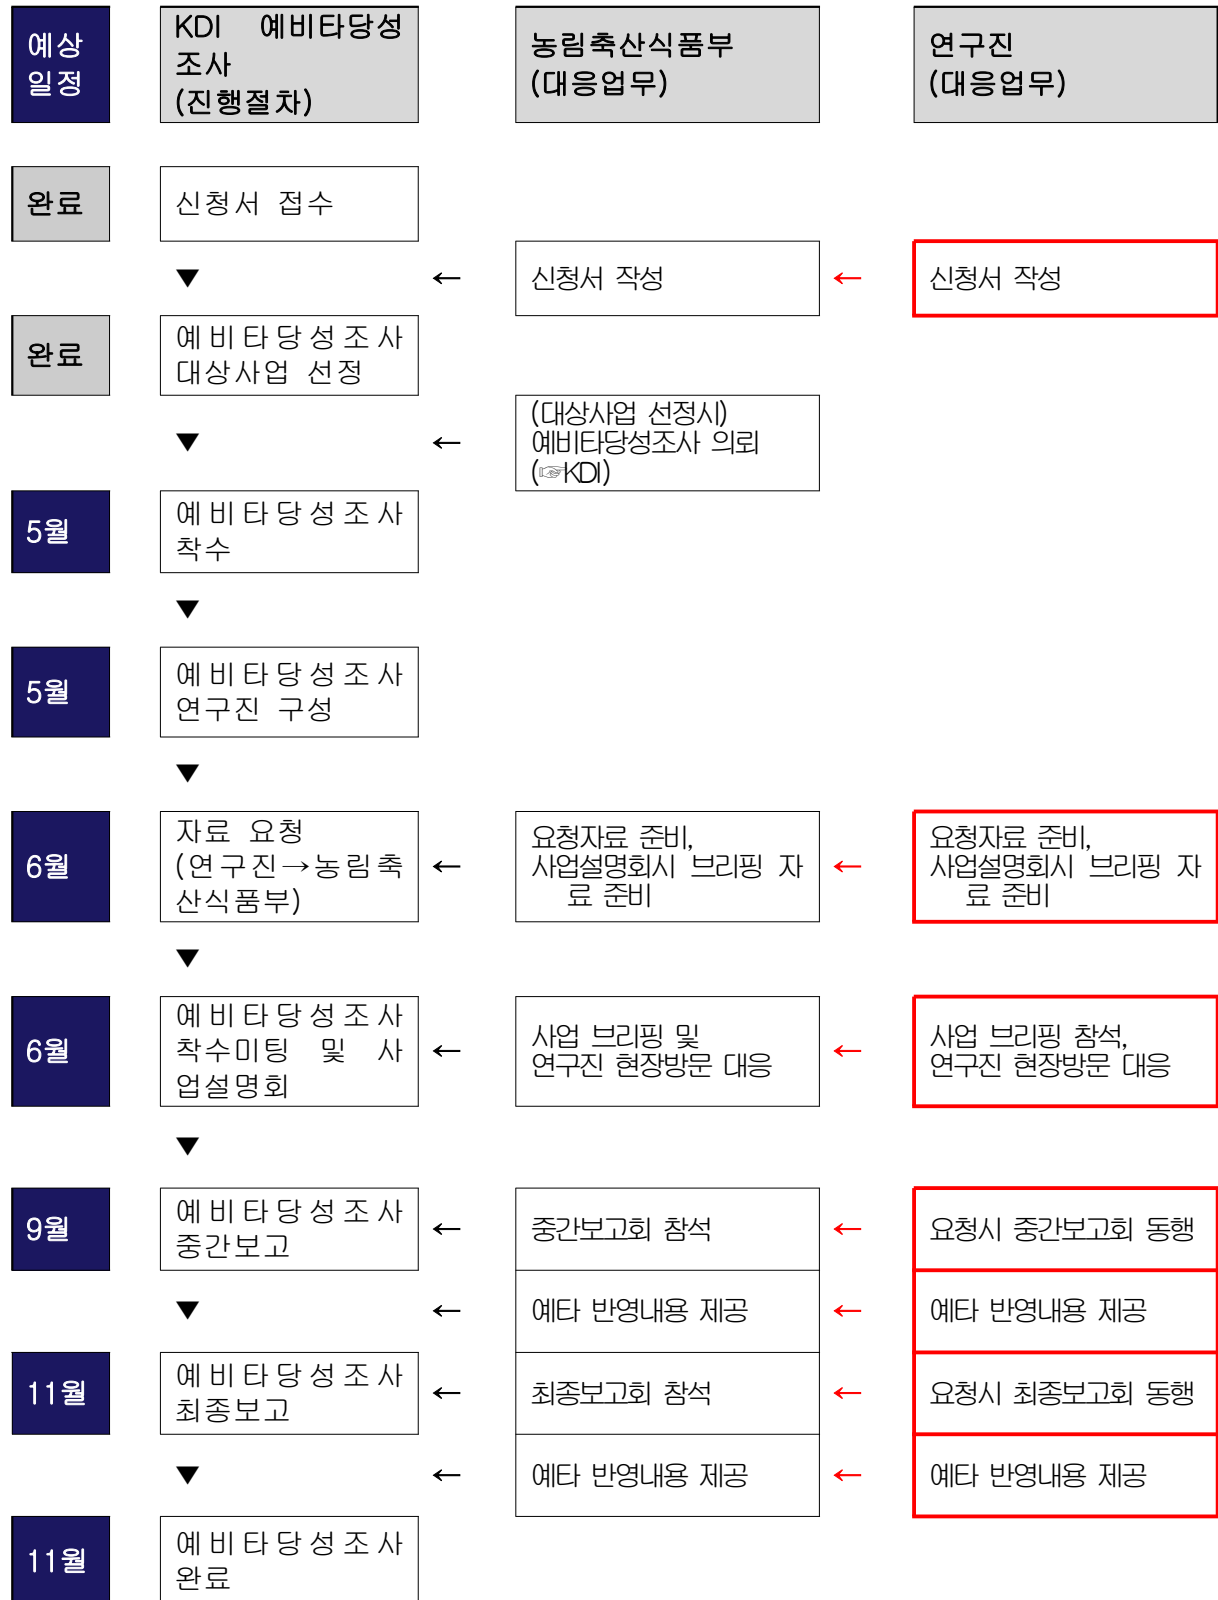 예상
일정
KDI 예비타당성
조사
(진행절차)
농림축산식품부
(대응업무)
연구진
(대응업무)
완료
신청서 접수
▼
←
신청서 작성
←
신청서 작성
완료
예비타당성조사
대상사업 선정
▼
←
(대상사업 선정시)
예비타당성조사 의뢰
(☞KDI)
5월
예비타당성조사
착수
▼
5월
예비타당성조사
연구진 구성
▼
6월
자료 요청
(연구진→농림축
산식품부)
←
요청자료 준비,
사업설명회시 브리핑 자
료 준비
←
요청자료 준비,
사업설명회시 브리핑 자
료 준비
▼
6월
예비타당성조사
착수미팅 및 사
업설명회
←
사업 브리핑 및
연구진 현장방문 대응
←
사업 브리핑 참석,
연구진 현장방문 대응
▼
9월
예비타당성조사
중간보고
←
중간보고회 참석
←
요청시 중간보고회 동행
▼
←
예타 반영내용 제공
←
예타 반영내용 제공
11월
예비타당성조사
최종보고
←
최종보고회 참석
←
요청시 최종보고회 동행
▼
←
예타 반영내용 제공
←
예타 반영내용 제공
11월
예비타당성조사
완료